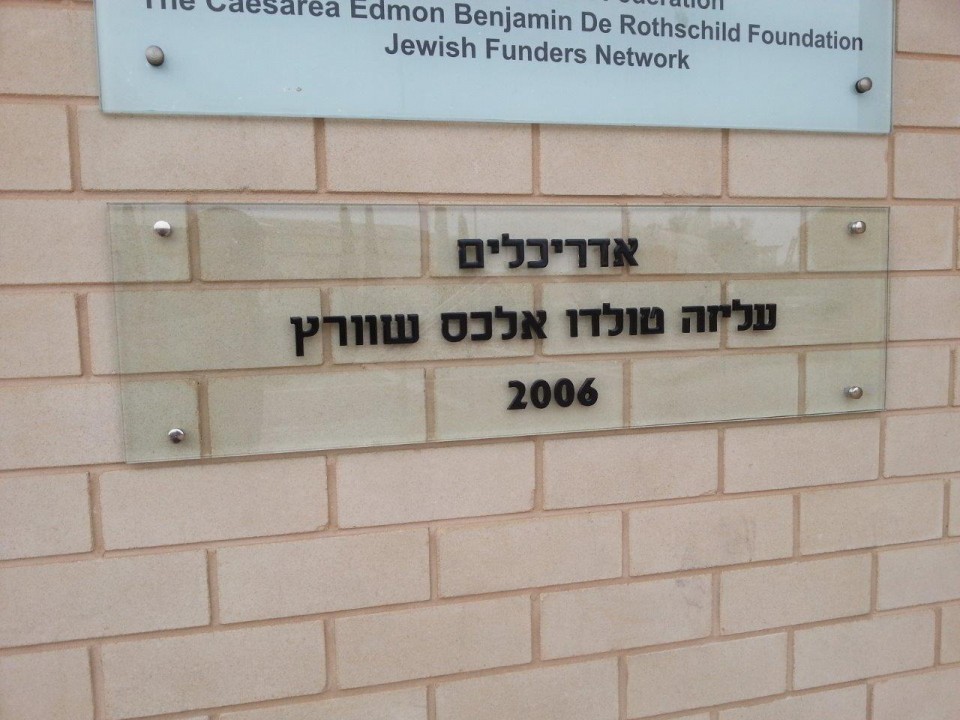 The Caesarea Edmon Benjamin De Rothschild Foundation
Jewish Funders Network
אדריכלים
עליזה טולדו אלכס שוורץ
2006